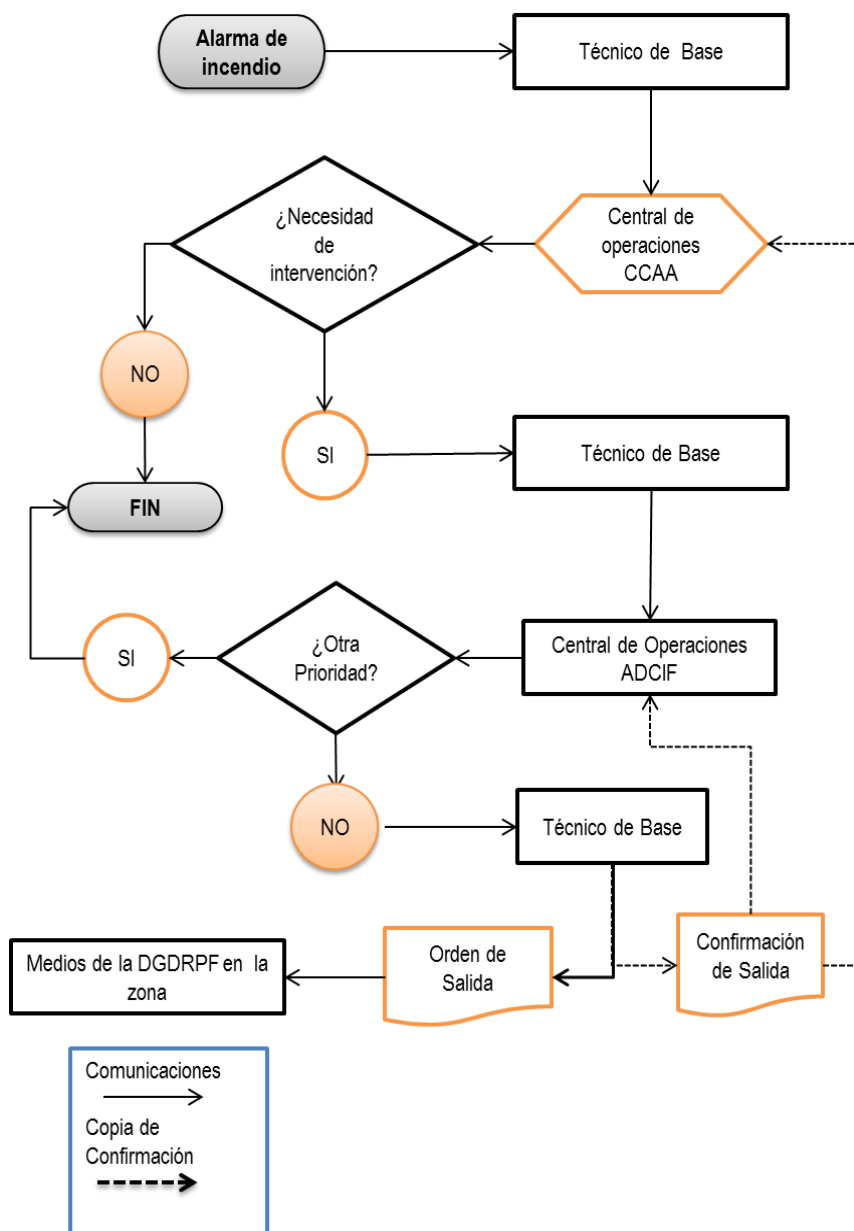 Alarma de
incendio
Técnico de Base
¿Necesidad
de
intervención?
Central de
operaciones
CCAA
NO
SI
Técnico de Base
FIN
SI
¿Otra
Prioridad?
Central de Operaciones
ADCIF
NO
Técnico de Base
Medios de la DGDRPF en la
zona
Orden de
Salida
Confirmación
de Salida
Comunicaciones
Copia de
Confirmación